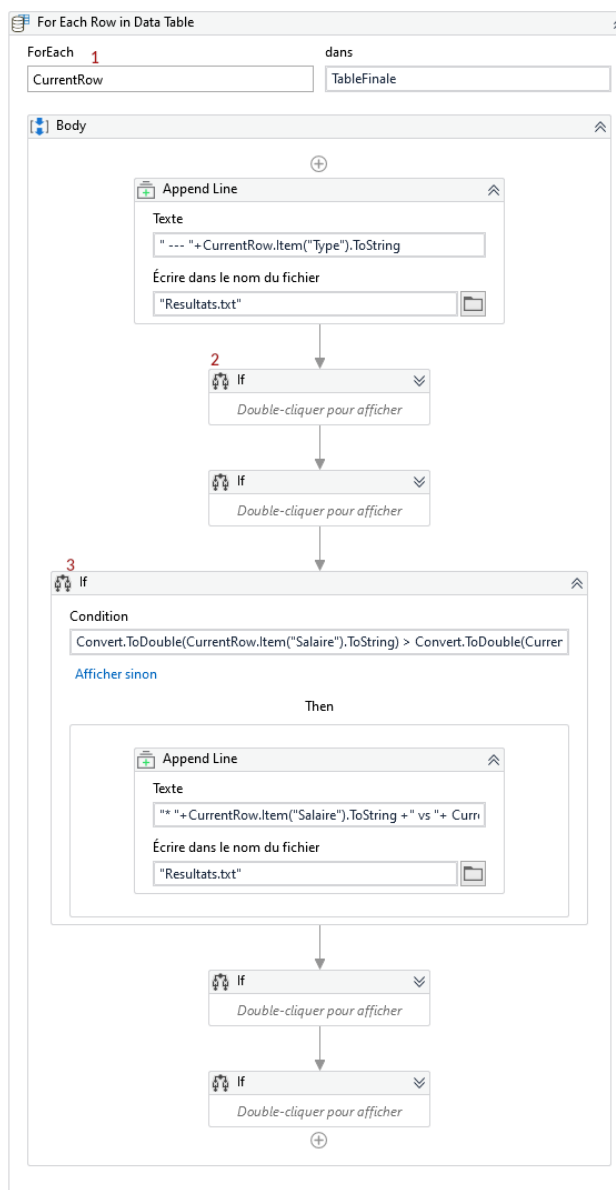 For Each Row in Data Table
ForEach 1 dans
CurrentRow TableFinale
Body
Append Line
Texte
" --- "+CurrentRow.Item("Type").ToString
Écrire dans le nom du fichier
"Resultats.txt"
2
If
Double-cliquer pour afficher
If
Double-cliquer pour afficher
3
If
Condition
Convert.ToDouble(CurrentRow.Item("Salaire").ToString) > Convert.ToDouble(Currer
Afficher sinon
Then
Append Line
Texte
"* "+CurrentRow.Item("Salaire").ToString +" vs "+ Curre
Écrire dans le nom du fichier
"Resultats.txt"
If
Double-cliquer pour afficher
If
Double-cliquer pour afficher